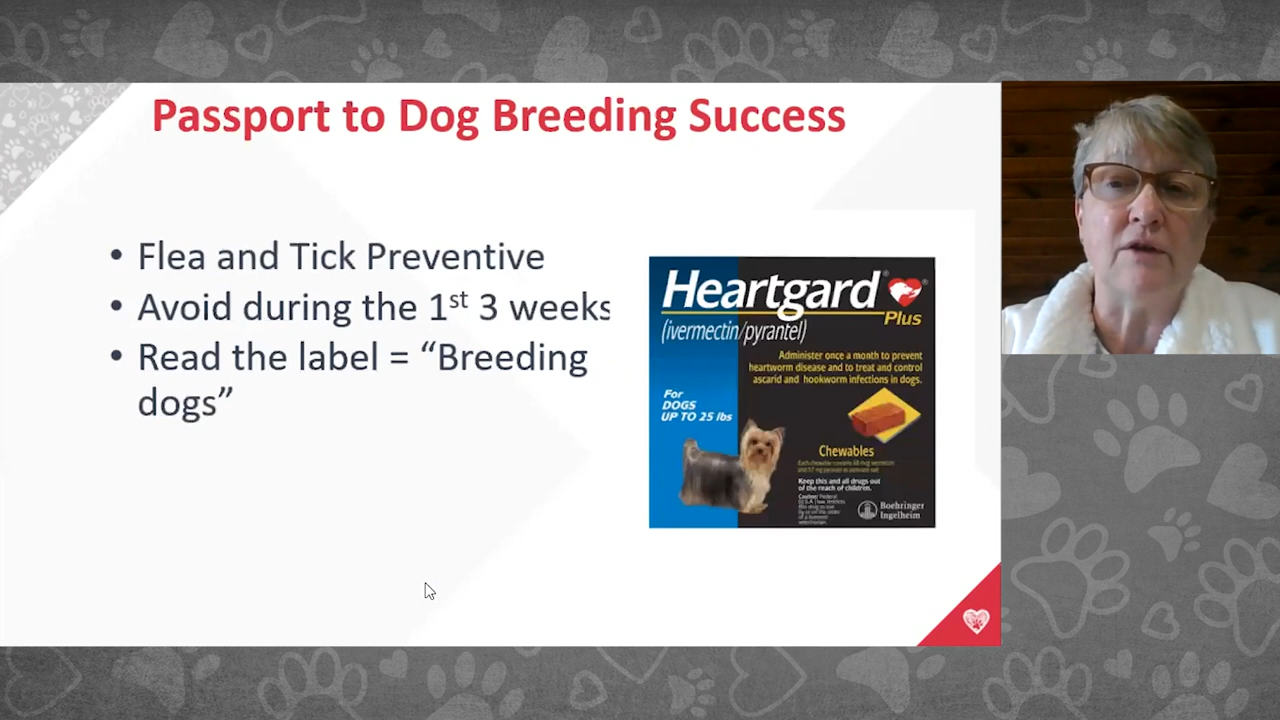 Passport to Dog Breeding Success
• Flea and Tick Preventive
• Avoid during the 1st 3 weeks
• Read the label = “Breeding
dogs”
Heartgard®
®
Plus
(ivermectin/pyrantel)
Administer once a month to prevent
heartworm disease and to treat and control
ascarid and hookworm infections in dogs.
For
DOGS
UP TO 25 lbs
Chewables
Keep this and all drugs out
of the reach of children.
Boehringer
Ingelheim